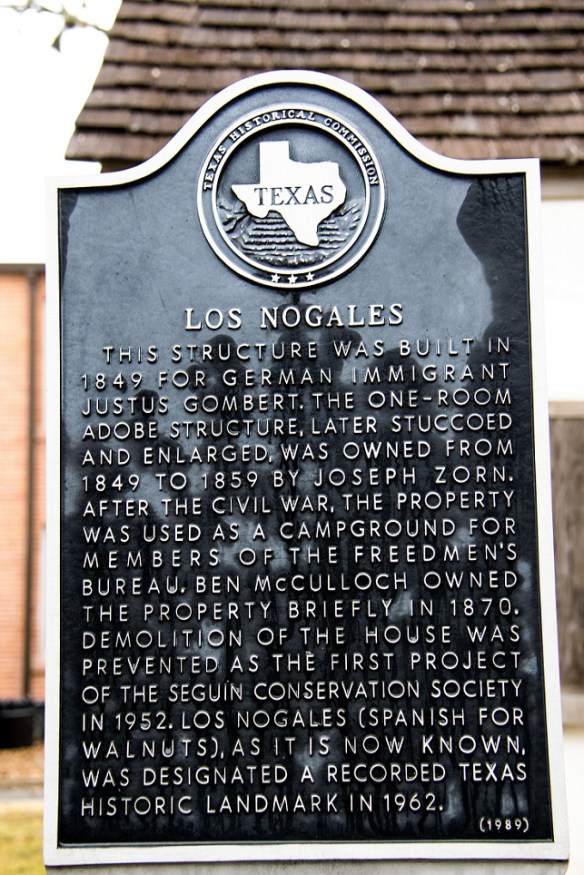 TEXAS HISTORICAL COMMISSION
TEXAS
LOS NOGALES
THIS STRUCTURE WAS BUILT IN
1849 FOR GERMAN IMMIGRANT
JUSTUS GOMBERT. THE ONE-ROOM
ADOBE STRUCTURE, LATER STUCCOED
AND ENLARGED, WAS OWNED FROM
1849 TO 1859 BY JOSEPH ZORN.
AFTER THE CIVIL WAR, THE PROPERTY
WAS USED AS A CAMPGROUND FOR
MEMBERS OF THE FREEDMEN'S
BUREAU. BEN McCULLOCH OWNED
THE PROPERTY BRIEFLY IN 1870.
DEMOLITION OF THE HOUSE WAS
PREVENTED AS THE FIRST PROJECT
OF THE SEGUIN CONSERVATION SOCIETY
IN 1952. LOS NOGALES (SPANISH FOR
WALNUTS), AS IT IS NOW KNOWN,
WAS DESIGNATED A RECORDED TEXAS
HISTORIC LANDMARK IN 1962.
(1989)